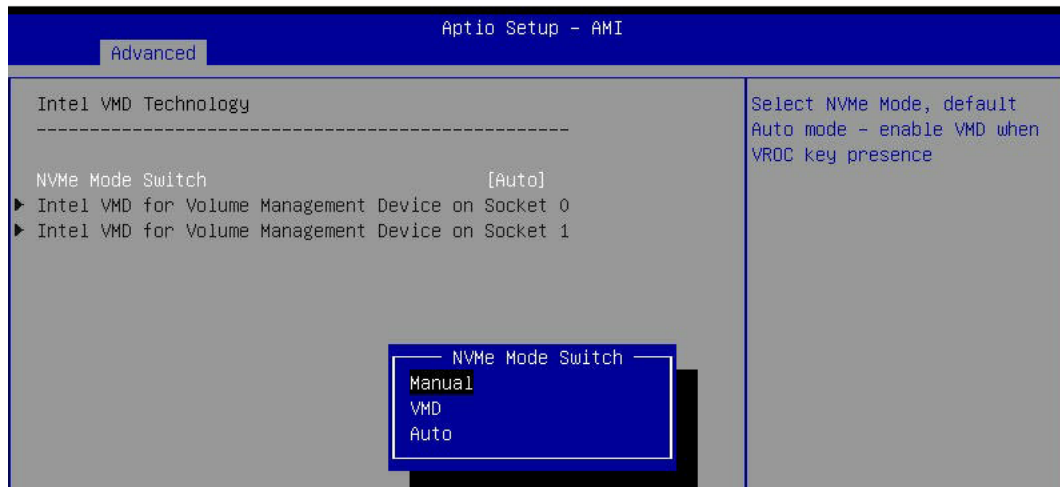 Aptio Setup – AMI
Advanced
Intel VMD Technology
NVMe Mode Switch [Auto]
Intel VMD for Volume Management Device on Socket 0
Intel VMD for Volume Management Device on Socket 1
Select NVMe Mode, default
Auto mode – enable VMD when
VROC key presence
NVMe Mode Switch
Manual
VMD
Auto